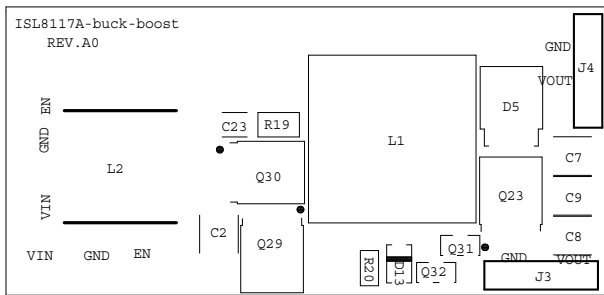 ISL8117A-buck-boost
REV.A0
GND
J4
VOUT
D5
EN
GND
C23
R19
L1
C7
L2
Q30
Q23
C9
VIN
C2
Q29
Q31
C8
VIN
GND
EN
GND
VOUT
R20
D13
Q32
J3